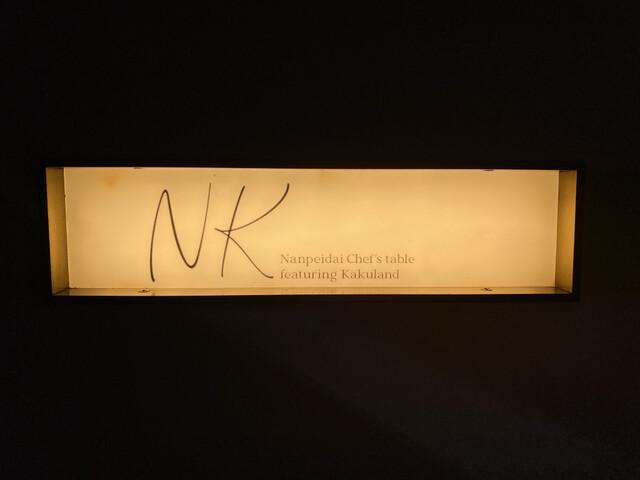 NK
Nanpeidai Chef's table
featuring Kakuland